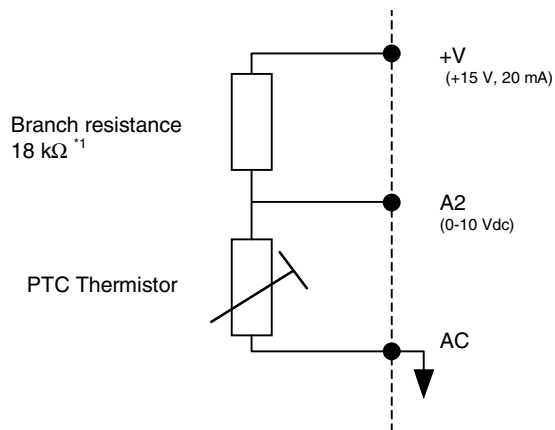 +V
(+15 V, 20 mA)
Branch resistance
18 kΩ *1
A2
(0-10 Vdc)
PTC Thermistor
AC